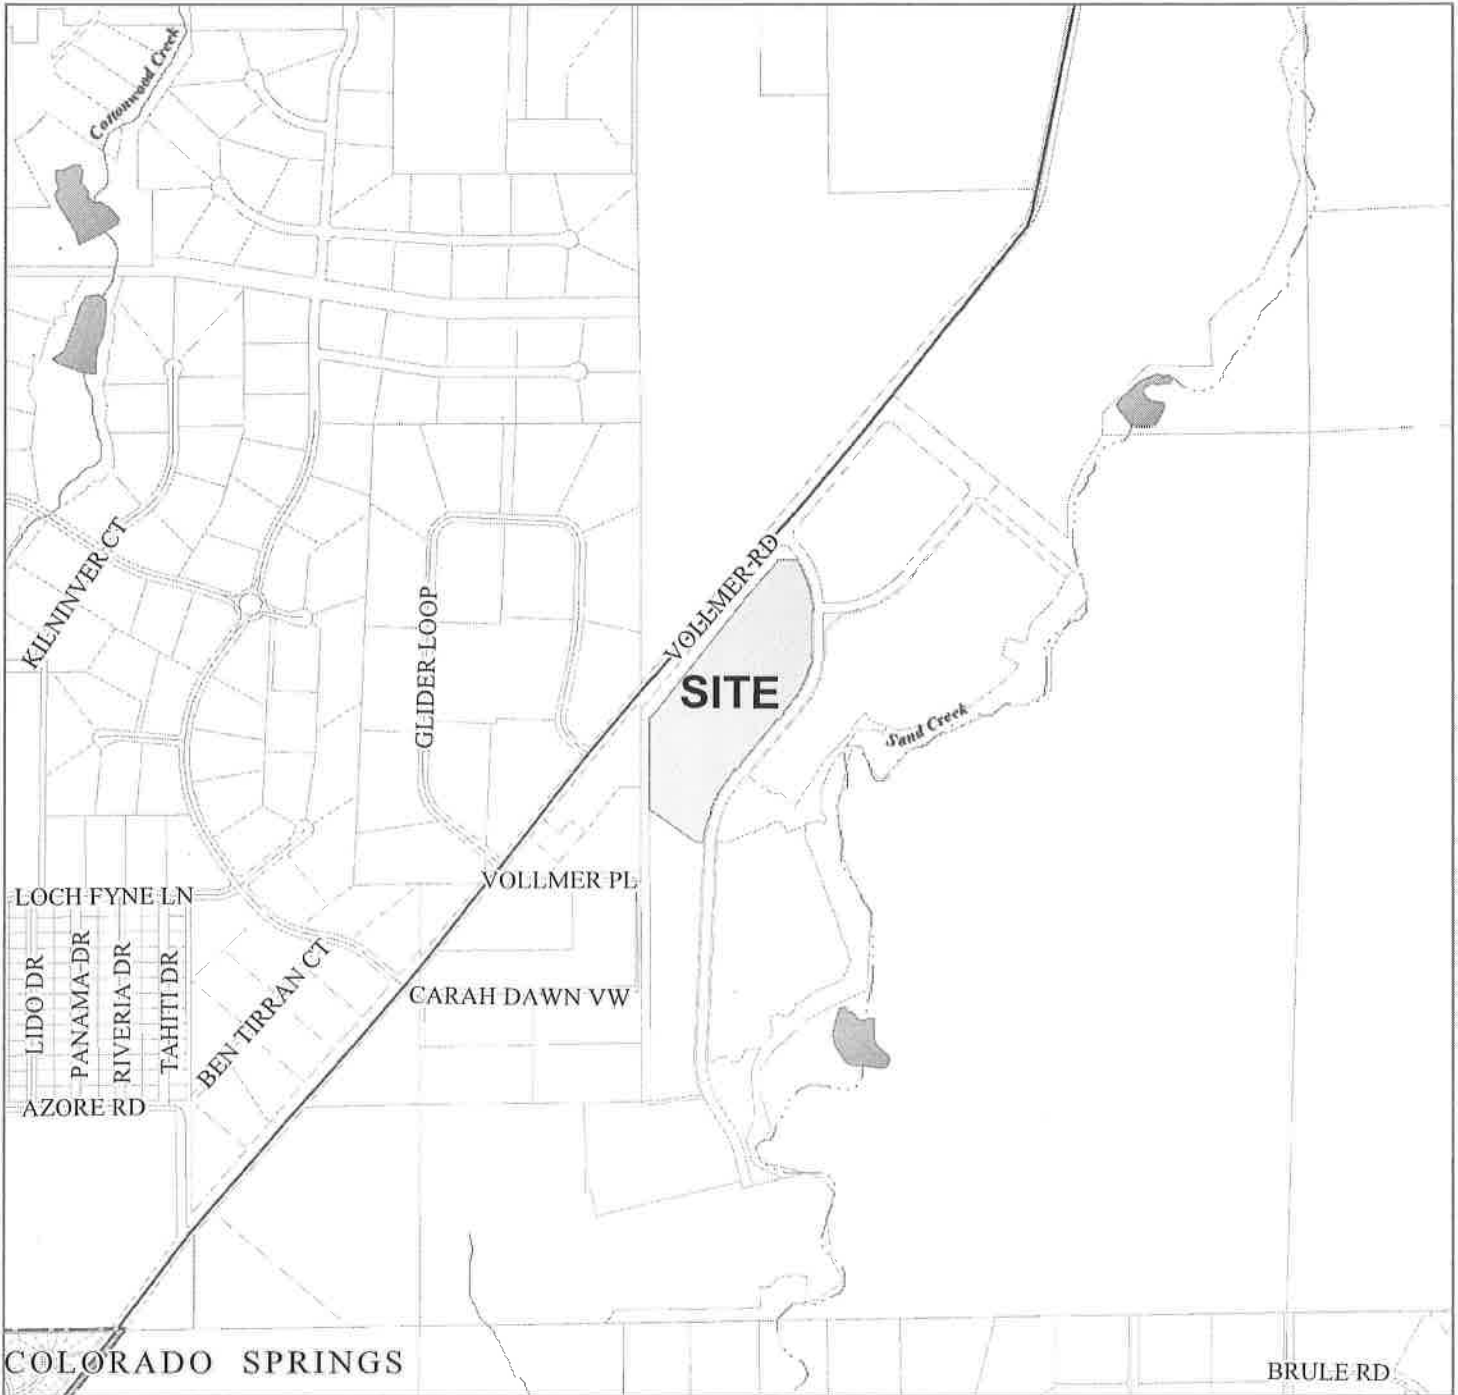 Cottonwood Creek
KILNINVER CT
GLIDER LOOP
VOLLMER RD
SITE
Sand Creek
VOLLMER PL
LOCH FYNE LN
LIDO DR
PANAMA DR
RIVERIA DR
TAHITI DR
BEN TIRRAN CT
CARAH DAWN VW
AZORE RD
COLORADO SPRINGS
BRULE RD